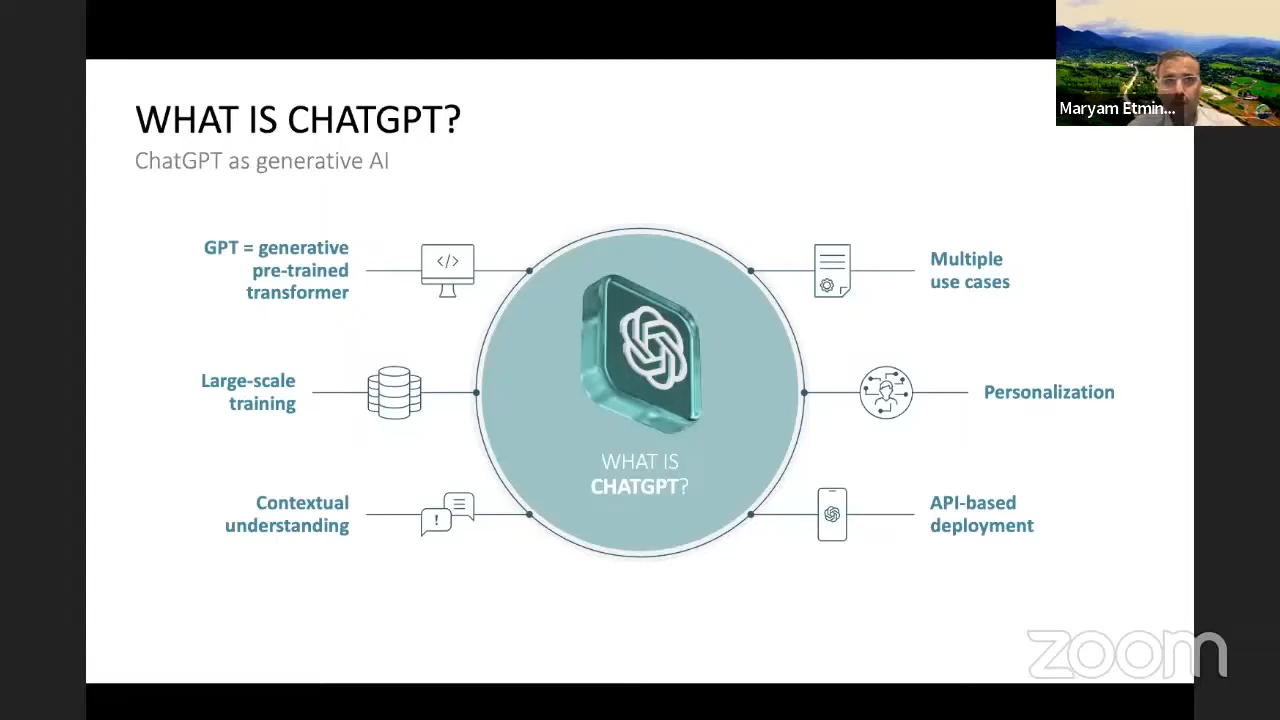 WHAT IS CHATGPT?
ChatGPT as generative AI
Maryam Etmin...
GPT = generative
pre-trained
transformer
Large-scale
training
Contextual
understanding
WHAT IS
CHATGPT?
Multiple
use cases
Personalization
API-based
deployment
zoom